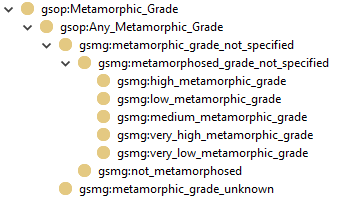 gsop:Metamorphic_Grade
gsop:Any_Metamorphic_Grade
gsmg:metamorphic_grade_not_specified
gsmg:metamorphosed_grade_not_specified
gsmg:high_metamorphic_grade
gsmg:low_metamorphic_grade
gsmg:medium_metamorphic_grade
gsmg:very_high_metamorphic_grade
gsmg:very_low_metamorphic_grade
gsmg:not_metamorphosed
gsmg:metamorphic_grade_unknown